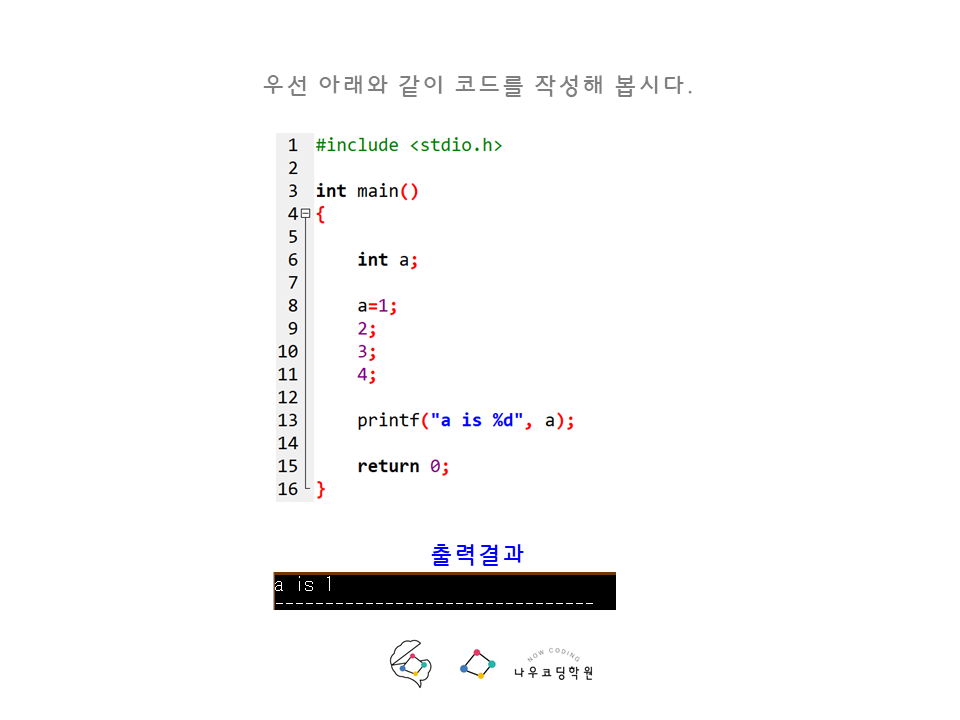 우선 아래와 같이 코드를 작성해 봅시다.
1 #include <stdio.h>
2
3 int main()
4 {
5
6     int a;
7
8     a=1;
9     2;
10     3;
11     4;
12
13     printf("a is %d", a);
14
15     return 0;
16 }
출력결과
a is 1
--------------------------------
NOW CODING
나우코딩학원